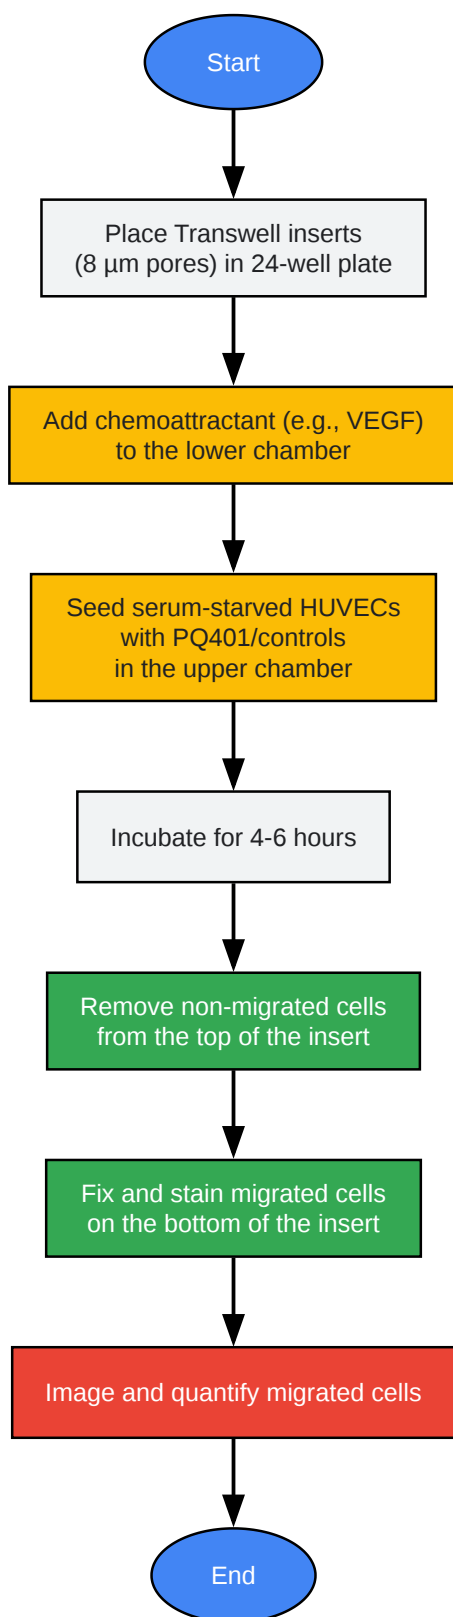 Start
Place Transwell inserts
(8 µm pores) in 24-well plate
Add chemoattractant (e.g., VEGF)
to the lower chamber
Seed serum-starved HUVECs
with PQ401/controls
in the upper chamber
Incubate for 4-6 hours
Remove non-migrated cells
from the top of the insert
Fix and stain migrated cells
on the bottom of the insert
Image and quantify migrated cells
End